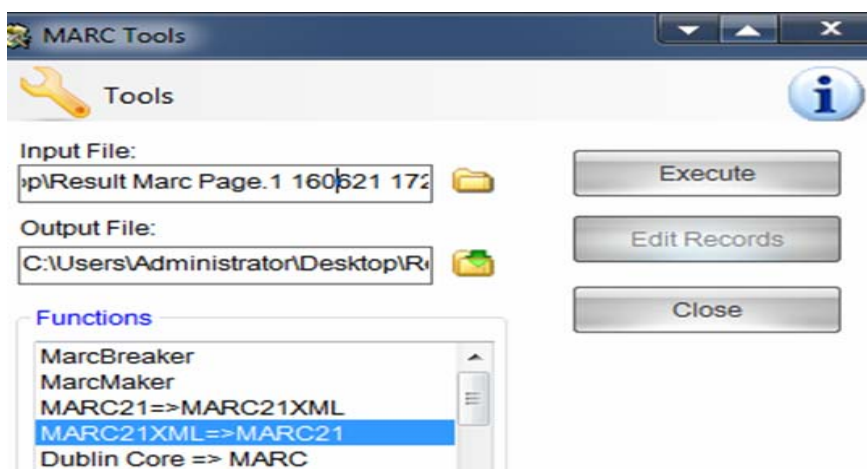 MARC Tools
Tools
Input File:
p\Result Marc Page.1 160621 172
Execute
Output File:
Edit Records
C:\Users\Administrator\Desktop\R
Close
Functions
MarcBreaker
MarcMaker
MARC21=>MARC21XML
MARC21XML=>MARC21
Dublin Core => MARC